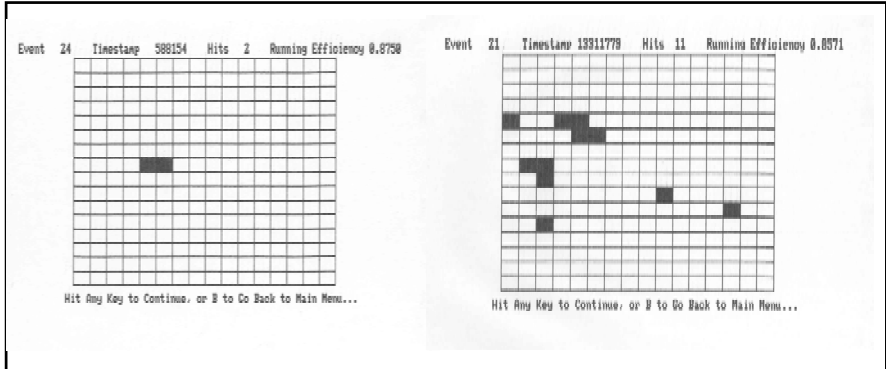 Event 24 Timestamp 588154 Hits 2 Running Efficiency 0.8750
Hit Any Key to Continue, or B to Go Back to Main Menu...
Event 21 Timestamp 13311779 Hits 11 Running Efficiency 0.8571
Hit Any Key to Continue, or B to Go Back to Main Menu...